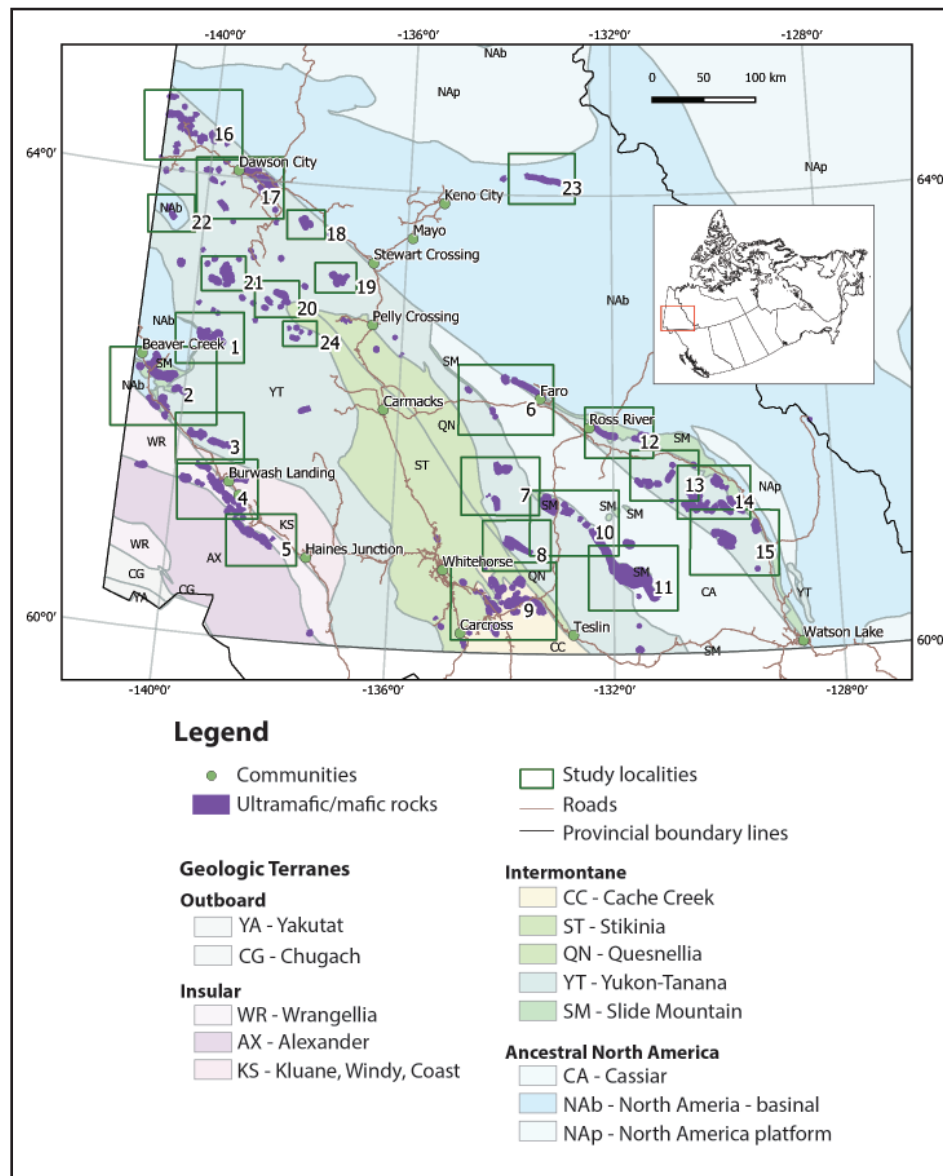 -140°0'
-136°0'
-132°0'
-128°0'
NAb
NAp
0 50 100 km
16
64°0'
Dawson City
NAp
64°0'
17
23
NAb
22
Keno City
18
Mayo
Stewart Crossing
21
19
20
NAb
NAb
Pelly Crossing
1
24
Beaver Creek
SM
SM
NAb
2
YT
Faro
6
Carmacks
QN
Ross River
WR
3
12
SM
ST
Burwash Landing
13
14
NAp
4
7
SM
SM
SM
KS
10
15
WR
AX
5
Haines Junction
8
Whitehorse
QN
SM
11
CG
CG
CA
YT
YA
9
60°0'
Carcross
Teslin
Watson Lake
60°0'
CC
SM
-140°0'
-136°0'
-132°0'
-128°0'
Legend
Communities
Ultramafic/mafic rocks
Study localities
Roads
Provincial boundary lines
Geologic Terranes
Outboard
YA - Yakutat
CG - Chugach
Insular
WR - Wrangellia
AX - Alexander
KS - Kluane, Windy, Coast
Intermontane
CC - Cache Creek
ST - Stikinia
QN - Quesnellia
YT - Yukon-Tanana
SM - Slide Mountain
Ancestral North America
CA - Cassiar
NAb - North Ameria - basinal
NAp - North America platform